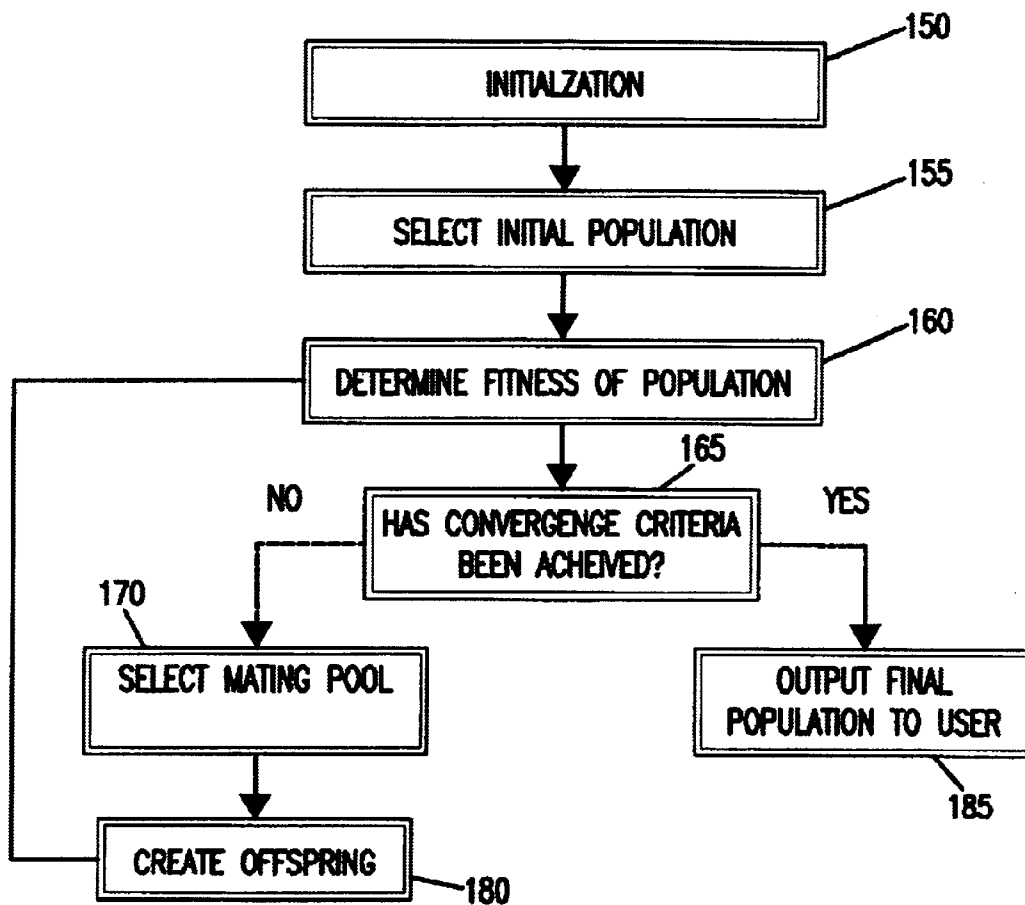 150
INITIALZATION
155
SELECT INITIAL POPULATION
160
DETERMINE FITNESS OF POPULATION
165
NO
YES
HAS CONVERGENCE CRITERIA
BEEN ACHEIVED?
170
SELECT MATING POOL
OUTPUT FINAL
POPULATION TO USER
185
CREATE OFFSPRING
180